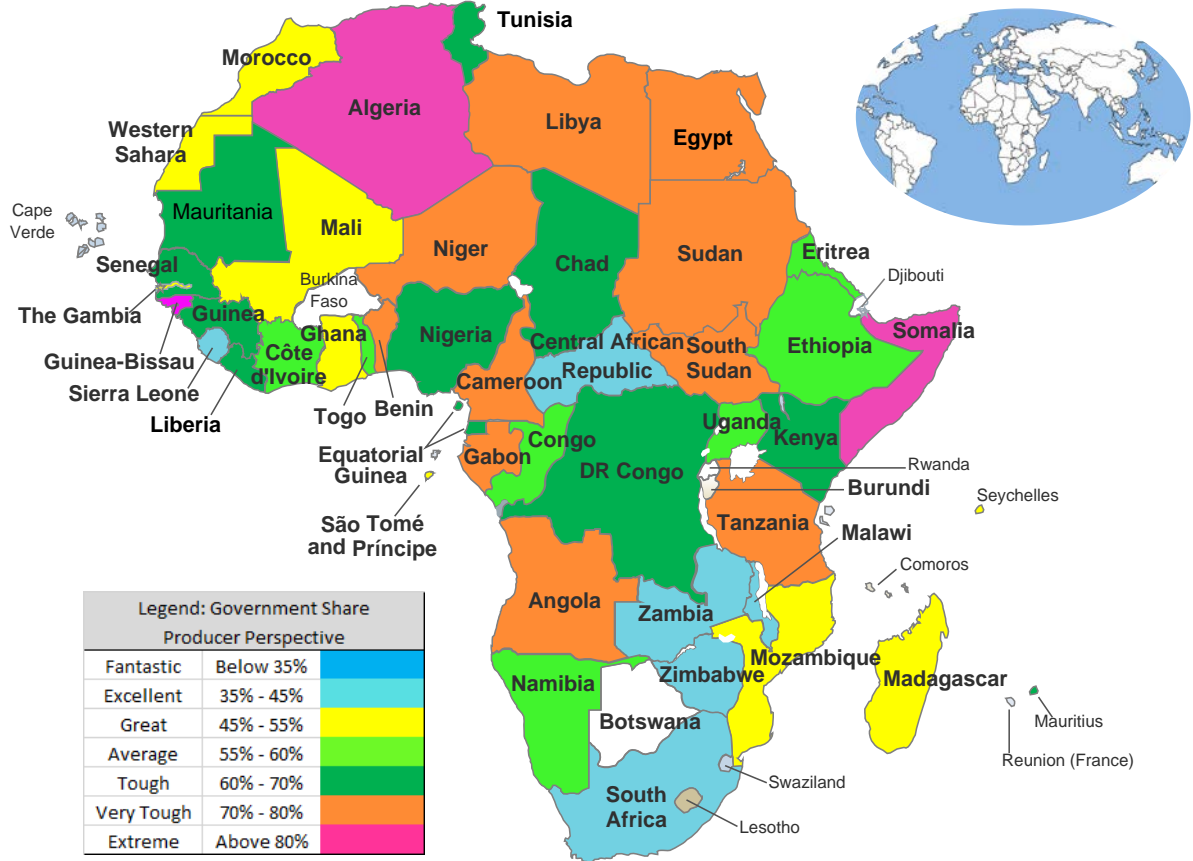 Tunisia
Morocco
Algeria
Libya
Egypt
Western
Sahara
Mauritania
Mali
Niger
Chad
Sudan
Eritrea
Djibouti
Cape
Verde
Senegal
Burkina
Faso
The Gambia
Guinea
Guinea-Bissau
Sierra Leone
Liberia
Côte
d'Ivoire
Ghana
Togo
Benin
Nigeria
Cameroon
Central African
Republic
South
Sudan
Ethiopia
Somalia
Equatorial
Guinea
Gabon
Congo
DR Congo
Uganda
Kenya
Rwanda
Burundi
Seychelles
São Tomé
and Príncipe
Tanzania
Malawi
Comoros
Angola
Zambia
Mozambique
Madagascar
Namibia
Zimbabwe
Botswana
Mauritius
Reunion (France)
Swaziland
South
Africa
Lesotho
Legend: Government Share
Producer Perspective
Fantastic Below 35%
Excellent 35% - 45%
Great 45% - 55%
Average 55% - 60%
Tough 60% - 70%
Very Tough 70% - 80%
Extreme Above 80%